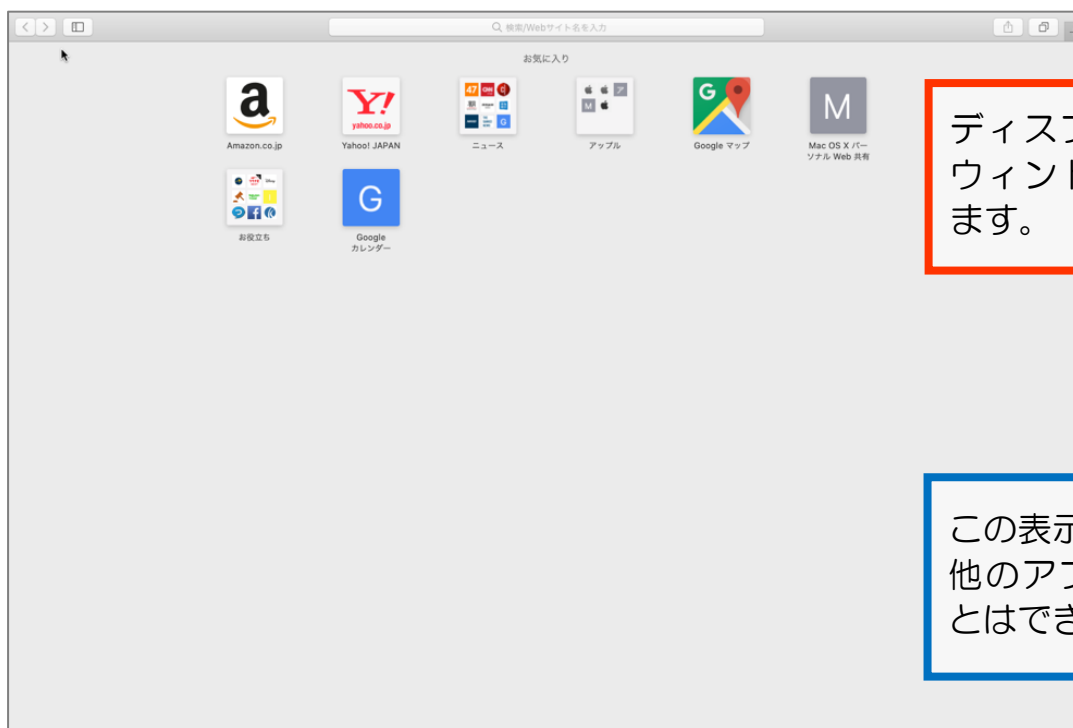 検索/Webサイト名を入力
お気に入り
a
Y!
yahoo.co.jp
47
CNN
G
ア
M
G
M
Amazon.co.jp
Yahoo! JAPAN
ニュース
アップル
Google マップ
Mac OS X パー
ソナル Web 共有
G
お役立ち
Google
カレンダー
ディスプ
ウィント
ます。
この表示
他のアプ
とはでき